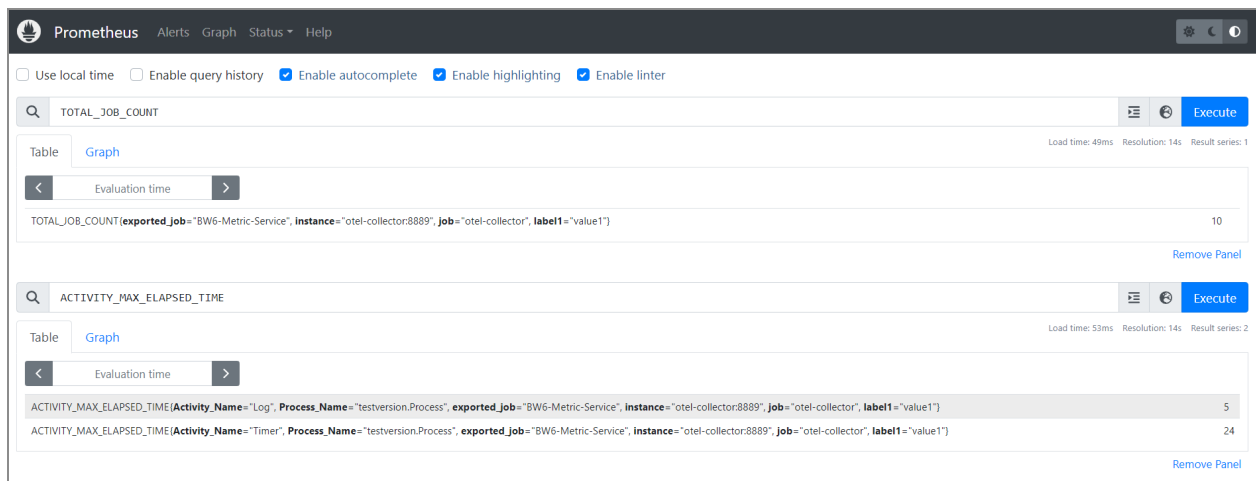 Prometheus Alerts Graph Status Help
Use local time Enable query history Enable autocomplete Enable highlighting Enable linter
TOTAL_JOB_COUNT Execute
Load time: 49ms Resolution: 14s Result series: 1
Table Graph
Evaluation time
TOTAL_JOB_COUNT{exported_job="BW6-Metric-Service", instance="otel-collector:8889", job="otel-collector", label1="value1"} 10
Remove Panel
ACTIVITY_MAX_ELAPSED_TIME Execute
Load time: 53ms Resolution: 14s Result series: 2
Table Graph
Evaluation time
ACTIVITY_MAX_ELAPSED_TIME{Activity_Name="Log", Process_Name="testversion.Process", exported_job="BW6-Metric-Service", instance="otel-collector:8889", job="otel-collector", label1="value1"} 5
ACTIVITY_MAX_ELAPSED_TIME{Activity_Name="Timer", Process_Name="testversion.Process", exported_job="BW6-Metric-Service", instance="otel-collector:8889", job="otel-collector", label1="value1"} 24
Remove Panel